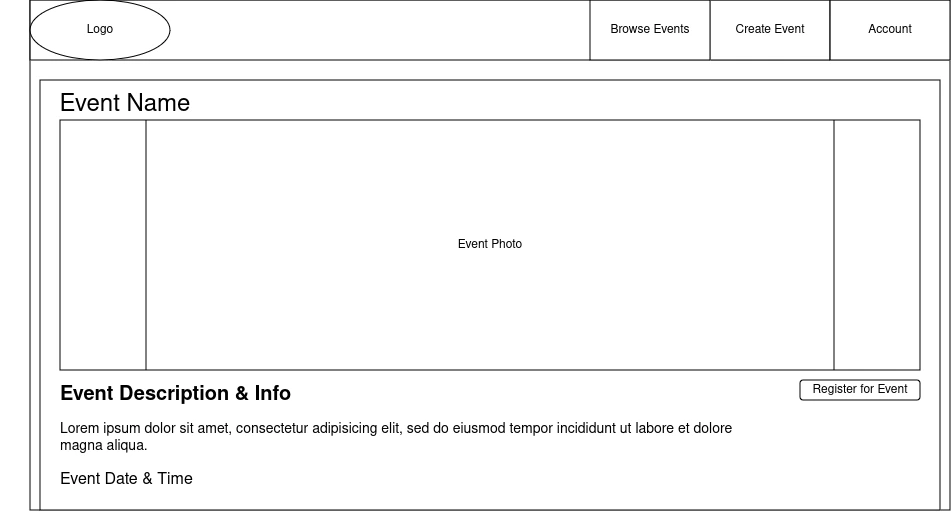 Logo
Browse Events
Create Event
Account
Event Name
Event Photo
Event Description & Info
Register for Event
Lorem ipsum dolor sit amet, consectetur adipisicing elit, sed do eiusmod tempor incididunt ut labore et dolore
magna aliqua.
Event Date & Time